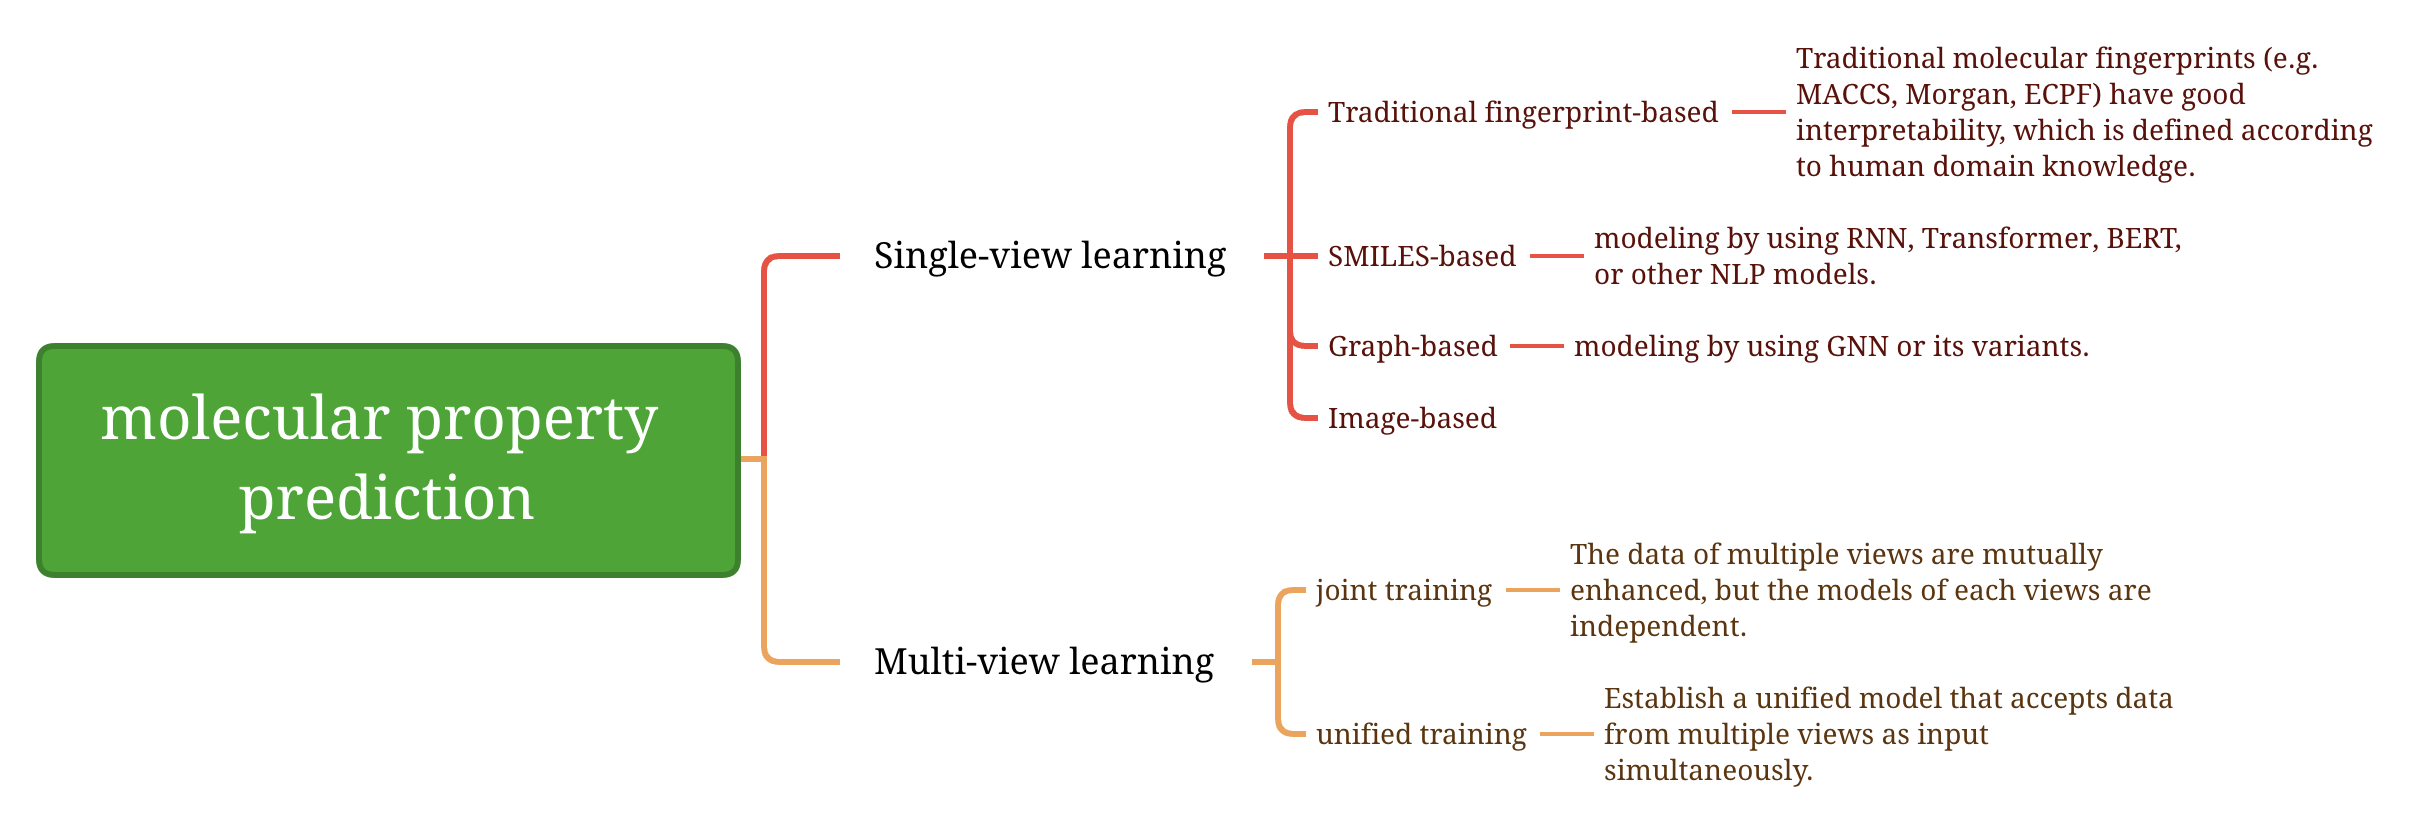 molecular property
prediction
Single-view learning
Traditional fingerprint-based
Traditional molecular fingerprints (e.g.
MACCS, Morgan, ECPF) have good
interpretability, which is defined according
to human domain knowledge.
SMILES-based
modeling by using RNN, Transformer, BERT,
or other NLP models.
Graph-based
modeling by using GNN or its variants.
Image-based
Multi-view learning
joint training
The data of multiple views are mutually
enhanced, but the models of each views are
independent.
unified training
Establish a unified model that accepts data
from multiple views as input
simultaneously.